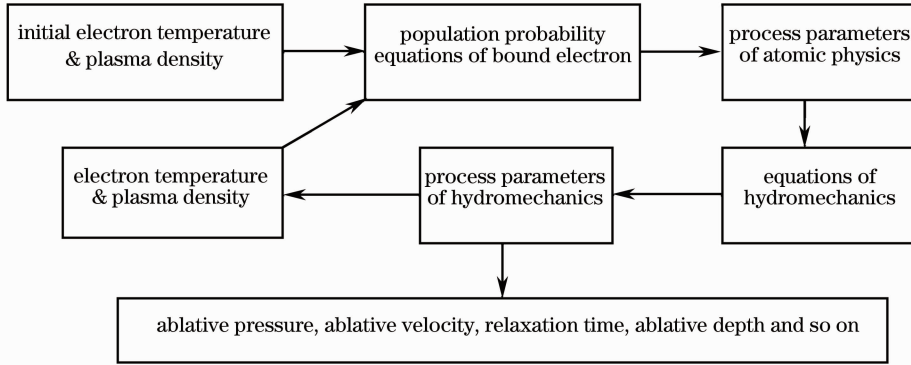 initial electron temperature
& plasma density
population probability
equations of bound electron
process parameters
of atomic physics
electron temperature
& plasma density
process parameters
of hydromechanics
equations of
hydromechanics
ablative pressure, ablative velocity, relaxation time, ablative depth and so on